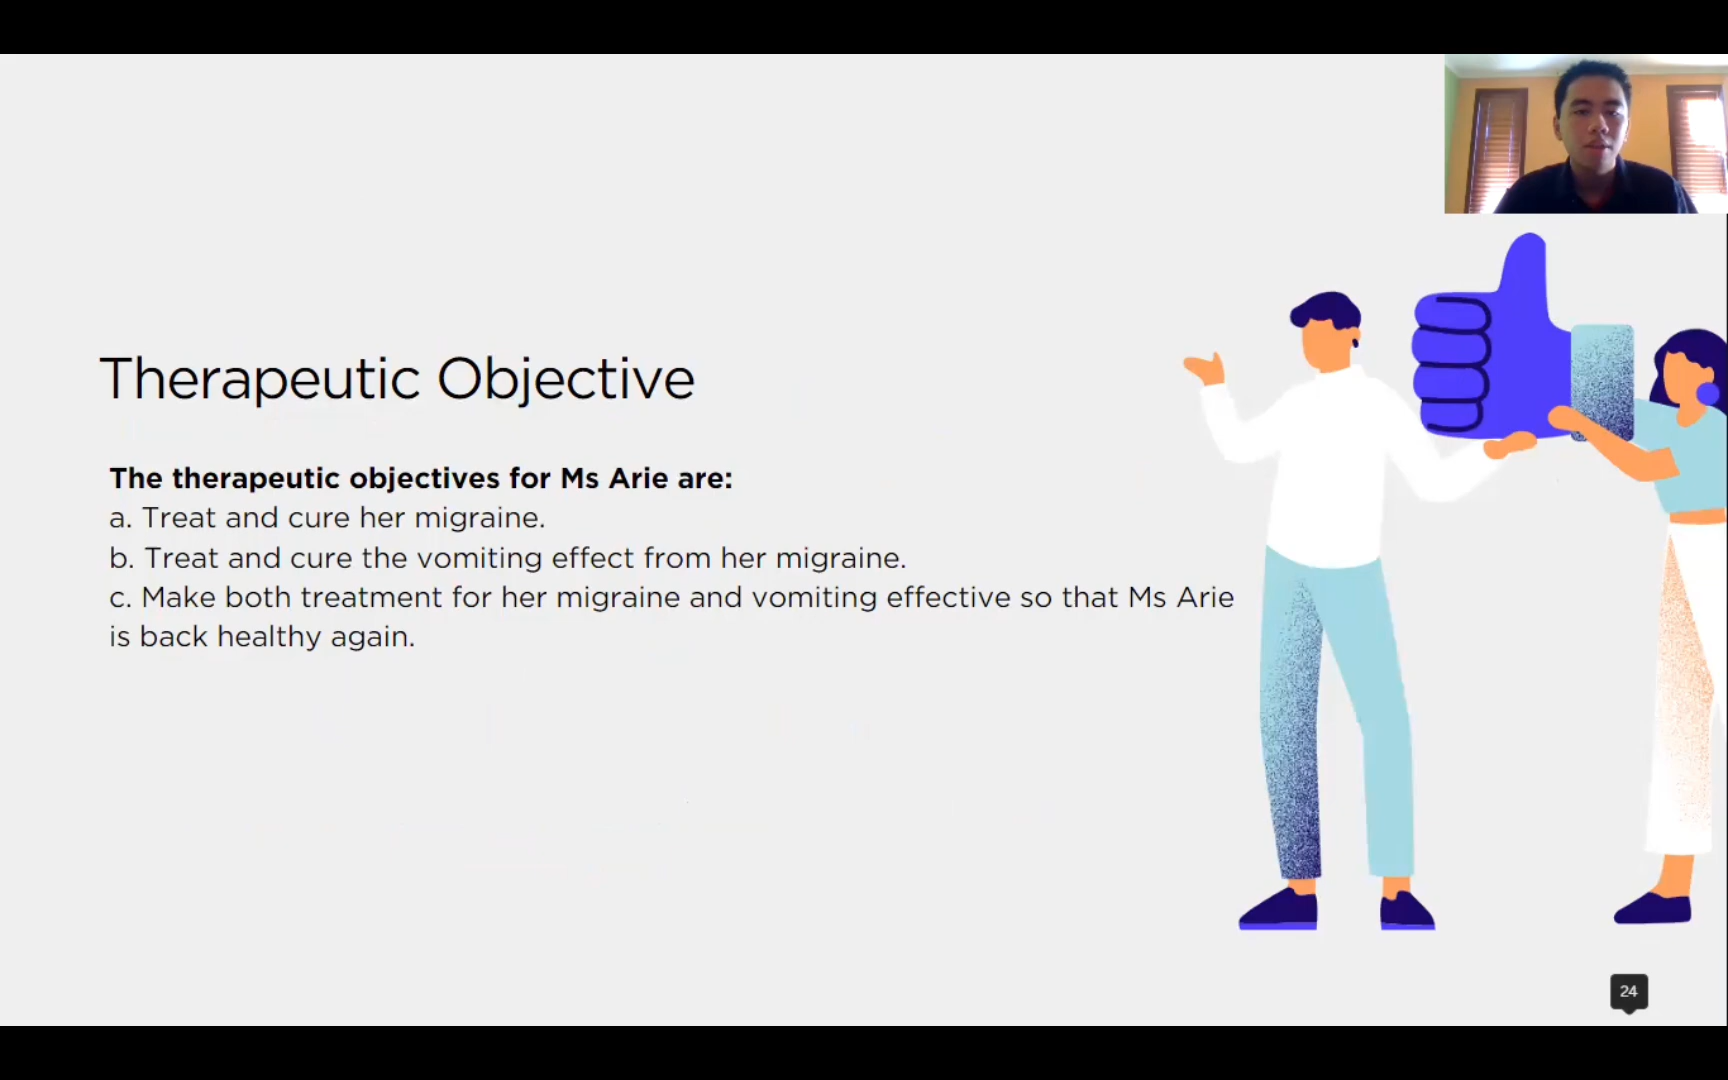 Therapeutic Objective
The therapeutic objectives for Ms Arie are:
a. Treat and cure her migraine.
b. Treat and cure the vomiting effect from her migraine.
c. Make both treatment for her migraine and vomiting effective so that Ms Arie
is back healthy again.
24